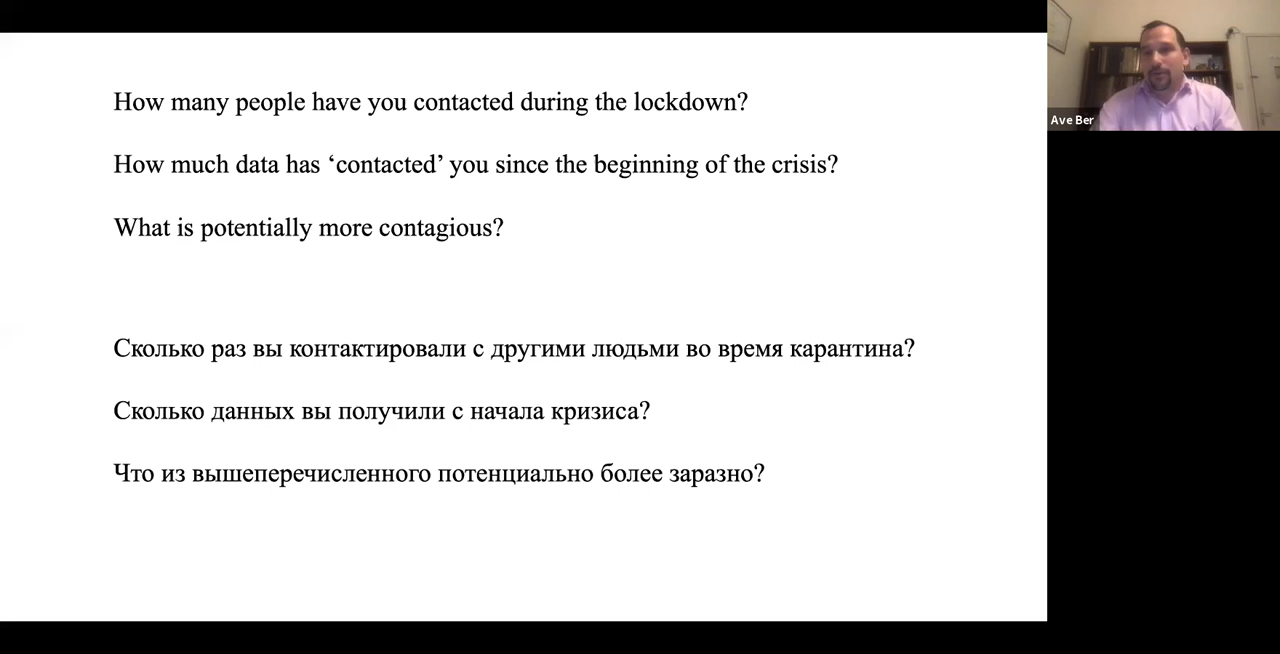 How many people have you contacted during the lockdown?
How much data has ‘contacted’ you since the beginning of the crisis?
What is potentially more contagious?
Сколько раз вы контактировали с другими людьми во время карантина?
Сколько данных вы получили с начала кризиса?
Что из вышеперечисленного потенциально более заразно?
Ave Ber